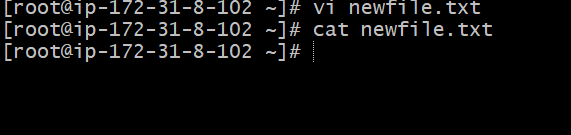 [root@ip-172-31-8-102 ~]# vi newfile.txt
[root@ip-172-31-8-102 ~]# cat newfile.txt
[root@ip-172-31-8-102 ~]#